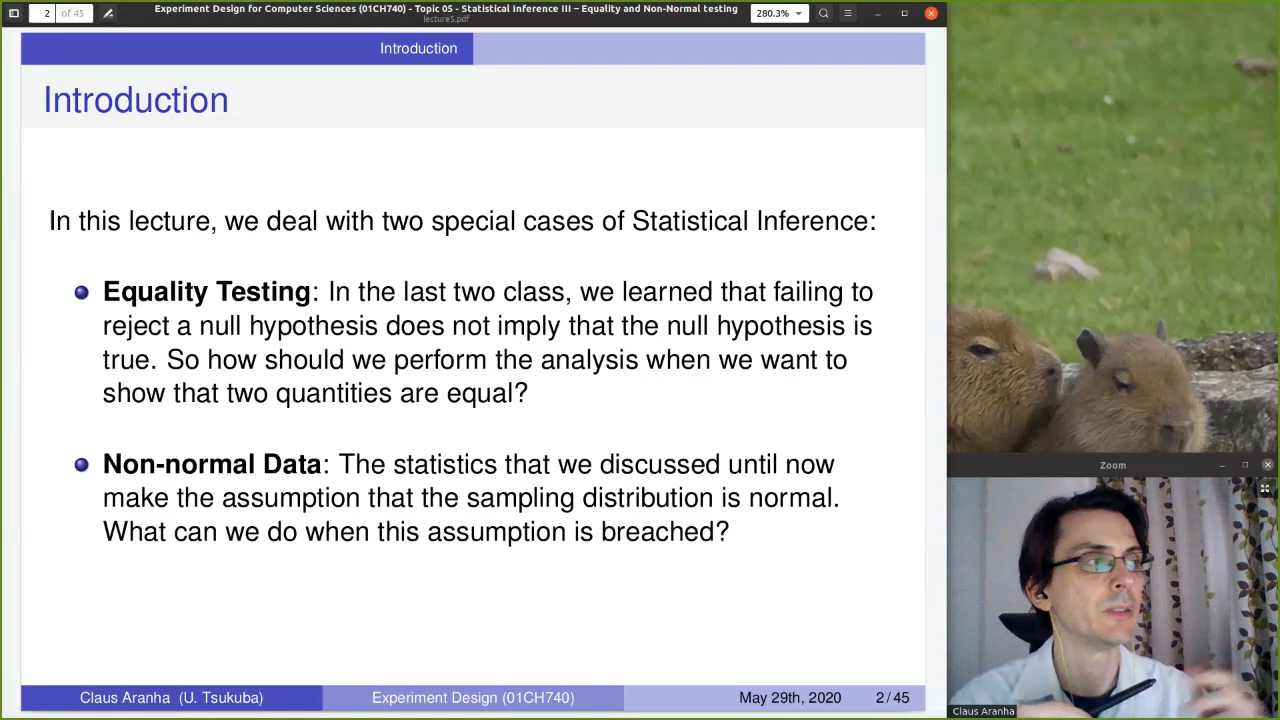 2 of 45
Experiment Design for Computer Sciences (01CH740) - Topic 05 - Statistical Inference III – Equality and Non-Normal testing
lecture5.pdf
280.3%
Introduction
Introduction
In this lecture, we deal with two special cases of Statistical Inference:
Equality Testing: In the last two class, we learned that failing to
reject a null hypothesis does not imply that the null hypothesis is
true. So how should we perform the analysis when we want to
show that two quantities are equal?
Non-normal Data: The statistics that we discussed until now
make the assumption that the sampling distribution is normal.
What can we do when this assumption is breached?
Claus Aranha (U. Tsukuba)
Experiment Design (01CH740)
May 29th, 2020
2 / 45
Zoom
Claus Aranha